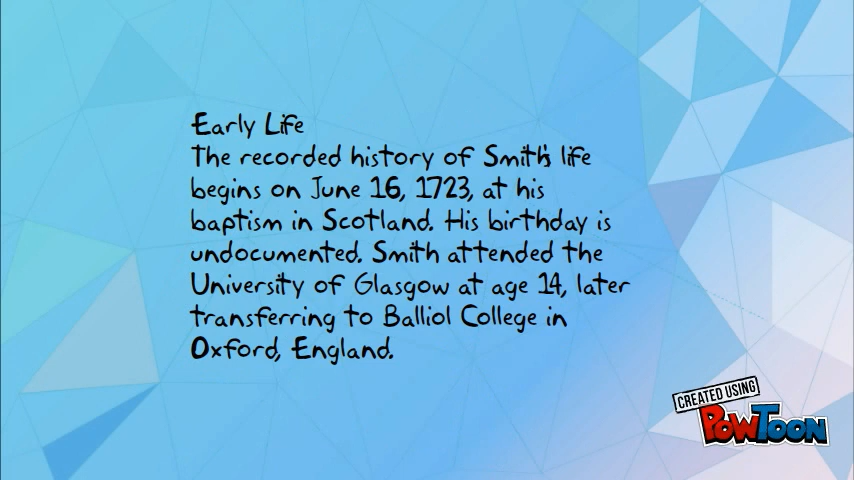 Early Life
The recorded history of Smith's life
begins on June 16, 1723, at his
baptism in Scotland. His birthday is
undocumented. Smith attended the
University of Glasgow at age 14, later
transferring to Balliol College in
Oxford, England.
CREATED USING
POWTOON